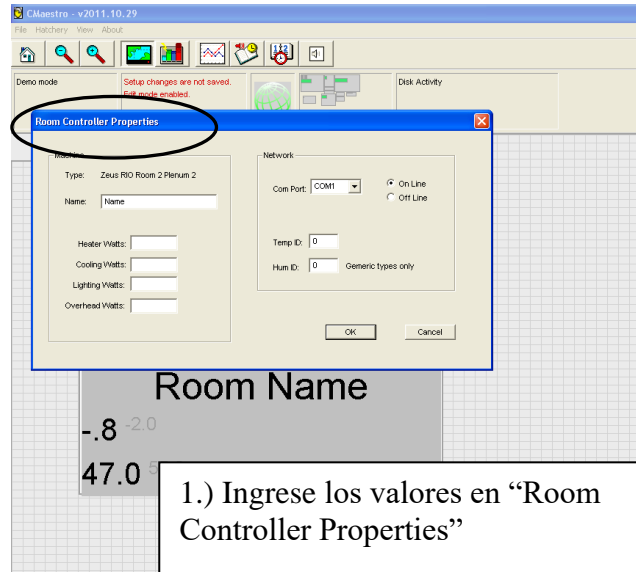 CMaestro - v2011.10.29
File Hatchery View About
Demo mode
Setup changes are not saved.
Edit mode enabled.
Disk Activity
Room Controller Properties
Machine
Type: Zeus RIO Room 2 Plenum 2
Name: Name
Heater Watts:
Cooling Watts:
Lighting Watts:
Overhead Watts:
Network
Com Port: COM1
On Line
Off Line
Temp ID: 0
Hum ID: 0 Gemeric types only
OK Cancel
Room Name
-.8 -2.0
47.0
1.) Ingrese los valores en “Room
Controller Properties”